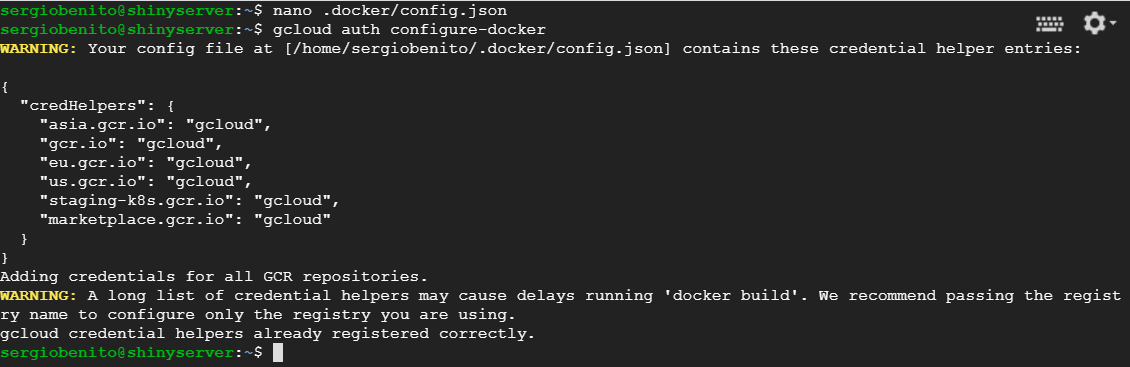 sergiobenito@shinyserver:~$ nano .docker/config.json
sergiobenito@shinyserver:~$ gcloud auth configure-docker
WARNING: Your config file at [/home/sergiobenito/.docker/config.json] contains these credential helper entries:
{
  "credHelpers": {
    "asia.gcr.io": "gcloud",
    "gcr.io": "gcloud",
    "eu.gcr.io": "gcloud",
    "us.gcr.io": "gcloud",
    "staging-k8s.gcr.io": "gcloud",
    "marketplace.gcr.io": "gcloud"
  }
}
Adding credentials for all GCR repositories.
WARNING: A long list of credential helpers may cause delays running 'docker build'. We recommend passing the regist
ry name to configure only the registry you are using.
gcloud credential helpers already registered correctly.
sergiobenito@shinyserver:~$